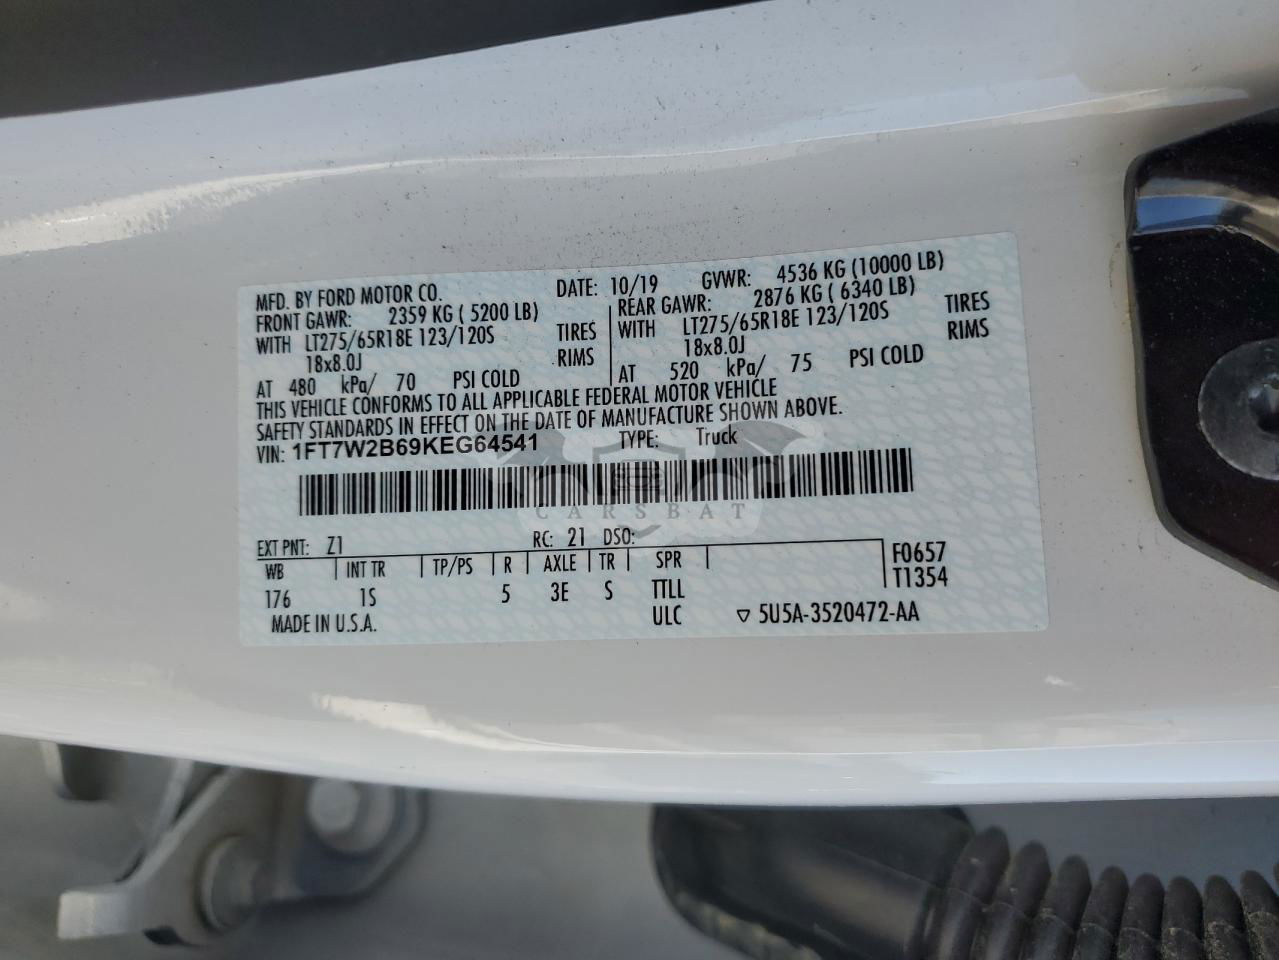 MFD. BY FORD MOTOR CO. DATE: 10/19 GVWR: 4536 KG (10000 LB)
FRONT GAWR: 2359 KG ( 5200 LB) REAR GAWR: 2876 KG ( 6340 LB)
WITH LT275/65R18E 123/120S TIRES WITH LT275/65R18E 123/120S TIRES
18x8.0J RIMS 18x8.0J RIMS
AT 480 kPa/ 70 PSI COLD AT 520 kPa/ 75 PSI COLD
THIS VEHICLE CONFORMS TO ALL APPLICABLE FEDERAL MOTOR VEHICLE
SAFETY STANDARDS IN EFFECT ON THE DATE OF MANUFACTURE SHOWN ABOVE.
VIN: 1FT7W2B69KEG64541 TYPE: Truck
CARSBAT
EXT PNT: Z1 RC: 21 DSO:
WB INT TR TP/PS R AXLE TR SPR F0657
176 1S 5 3E S TTLL T1354
MADE IN U.S.A. ULC ▽ 5U5A-3520472-AA